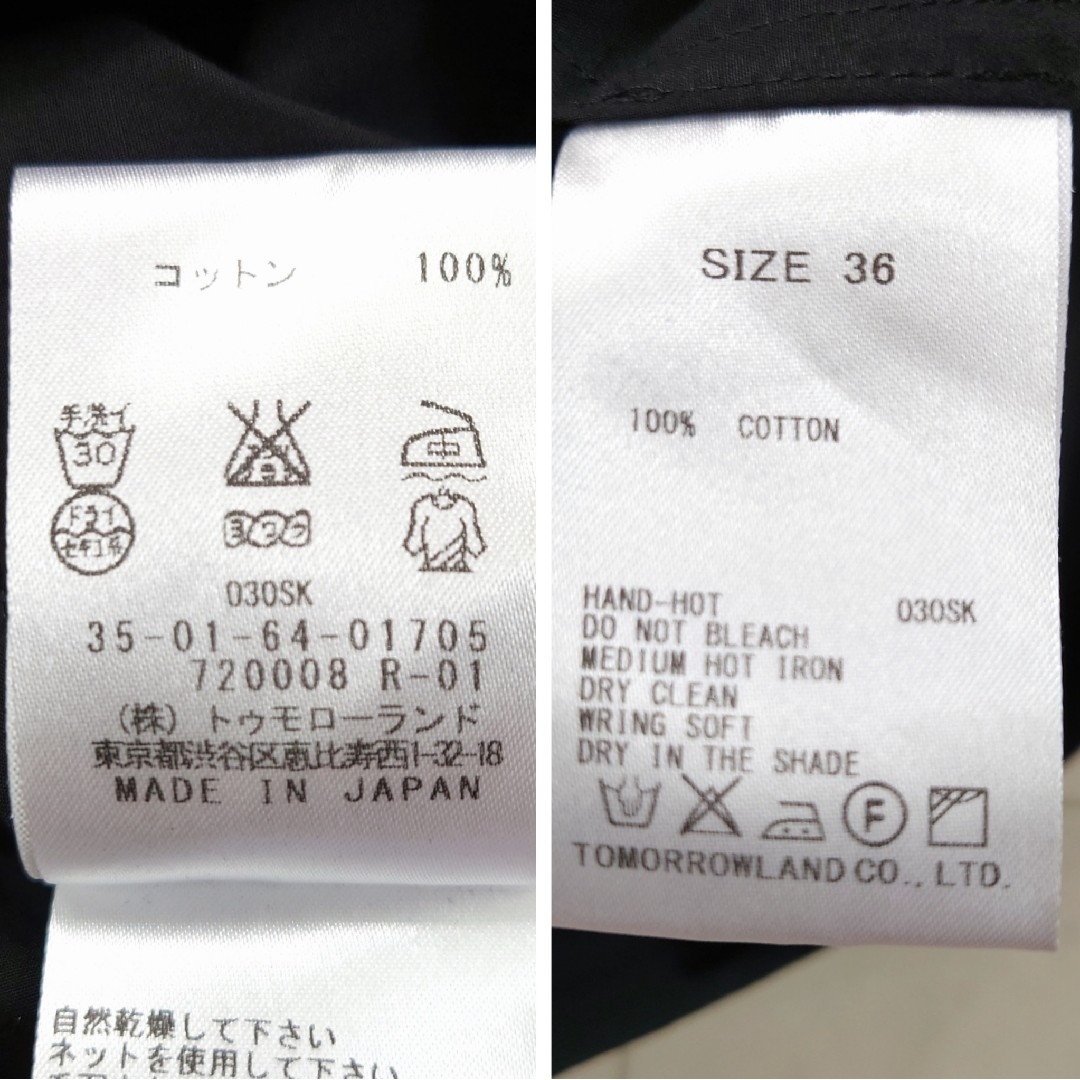 コットン 100%
手洗イ
30
エンソ
中
ドライ
セキユ系
ヨワク
030SK
35-01-64-01705
720008 R-01
(株)トゥモローランド
東京都渋谷区恵比寿西1-32-18
MADE IN JAPAN
自然乾燥して下さい
ネットを使用して下さい
SIZE 36
100% COTTON
HAND-HOT 030SK
DO NOT BLEACH
MEDIUM HOT IRON
DRY CLEAN
WRING SOFT
DRY IN THE SHADE
F
TOMORROWLAND CO., LTD.